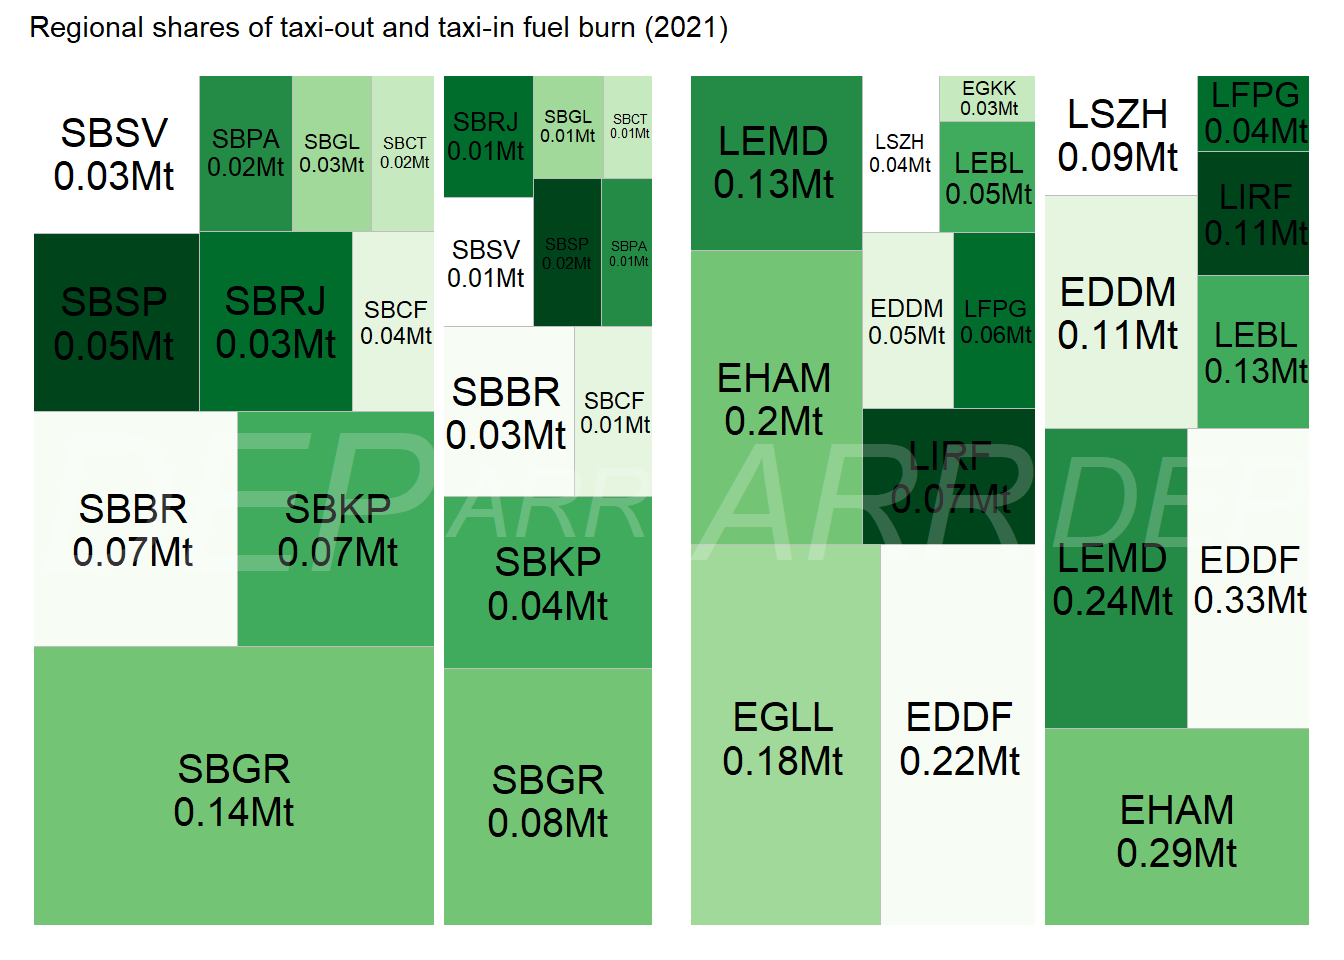 Regional shares of taxi-out and taxi-in fuel burn (2021)
SBSV
0.03Mt
SBPA
0.02Mt
SBGL
0.03Mt
SBCT
0.02Mt
SBSP
0.05Mt
SBRJ
0.03Mt
SBCF
0.04Mt
DEP
SBBR
0.07Mt
SBKP
0.07Mt
SBGR
0.14Mt
SBRJ
0.01Mt
SBGL
0.01Mt
SBCT
0.01Mt
SBSV
0.01Mt
SBSP
0.02Mt
SBPA
0.01Mt
SBBR
0.03Mt
SBCF
0.01Mt
ARR
SBKP
0.04Mt
SBGR
0.08Mt
LEMD
0.13Mt
LSZH
0.04Mt
EGKK
0.03Mt
LEBL
0.05Mt
EHAM
0.2Mt
EDDM
0.05Mt
LFPG
0.06Mt
LIRF
0.07Mt
ARR
EGLL
0.18Mt
EDDF
0.22Mt
LSZH
0.09Mt
LFPG
0.04Mt
LIRF
0.11Mt
EDDM
0.11Mt
LEBL
0.13Mt
DEP
LEMD
0.24Mt
EDDF
0.33Mt
EHAM
0.29Mt